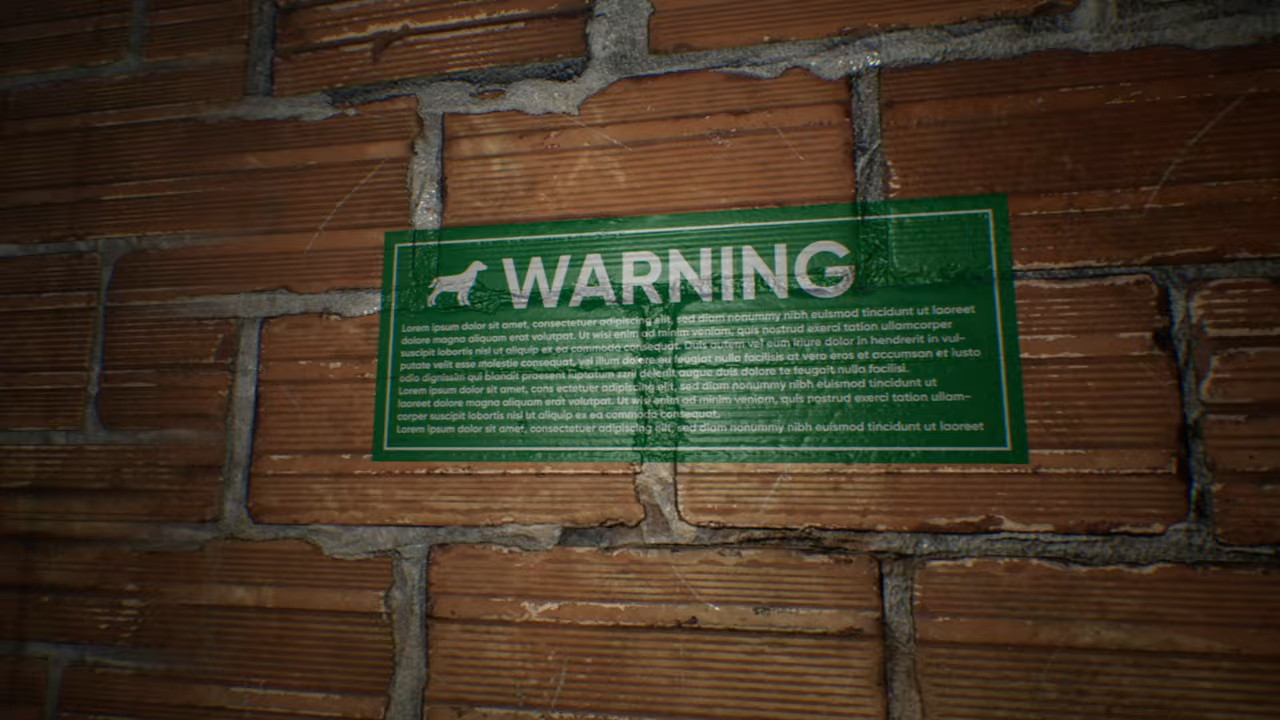 WARNING
Lorem ipsum dolor sit amet, consectetuer adipiscing elit, sed diam nonummy nibh euismod tincidunt ut laoreet
dolore magna aliquam erat volutpat. Ut wisi enim ad minim veniam, quis nostrud exerci tation ullamcorper
suscipit lobortis nisl ut aliquip ex ea commodo consequat. Duis autem vel eum iriure dolor in hendrerit in vul-
putate velit esse molestie consequat, vel illum dolore eu feugiat nulla facilisis at vero eros et accumsan et iusto
odio dignissim qui blandit praesent luptatum zzril delenit augue duis dolore te feugait nulla facilisi.
Lorem ipsum dolor sit amet, cons ectetuer adipiscing elit, sed diam nonummy nibh euismod tincidunt ut
laoreet dolore magna aliquam erat volutpat. Ut wisi enim ad minim veniam, quis nostrud exerci tation ullam-
corper suscipit lobortis nisl ut aliquip ex ea commodo consequat.
Lorem ipsum dolor sit amet, consectetuer adipiscing elit, sed diam nonummy nibh euismod tincidunt ut laoreet